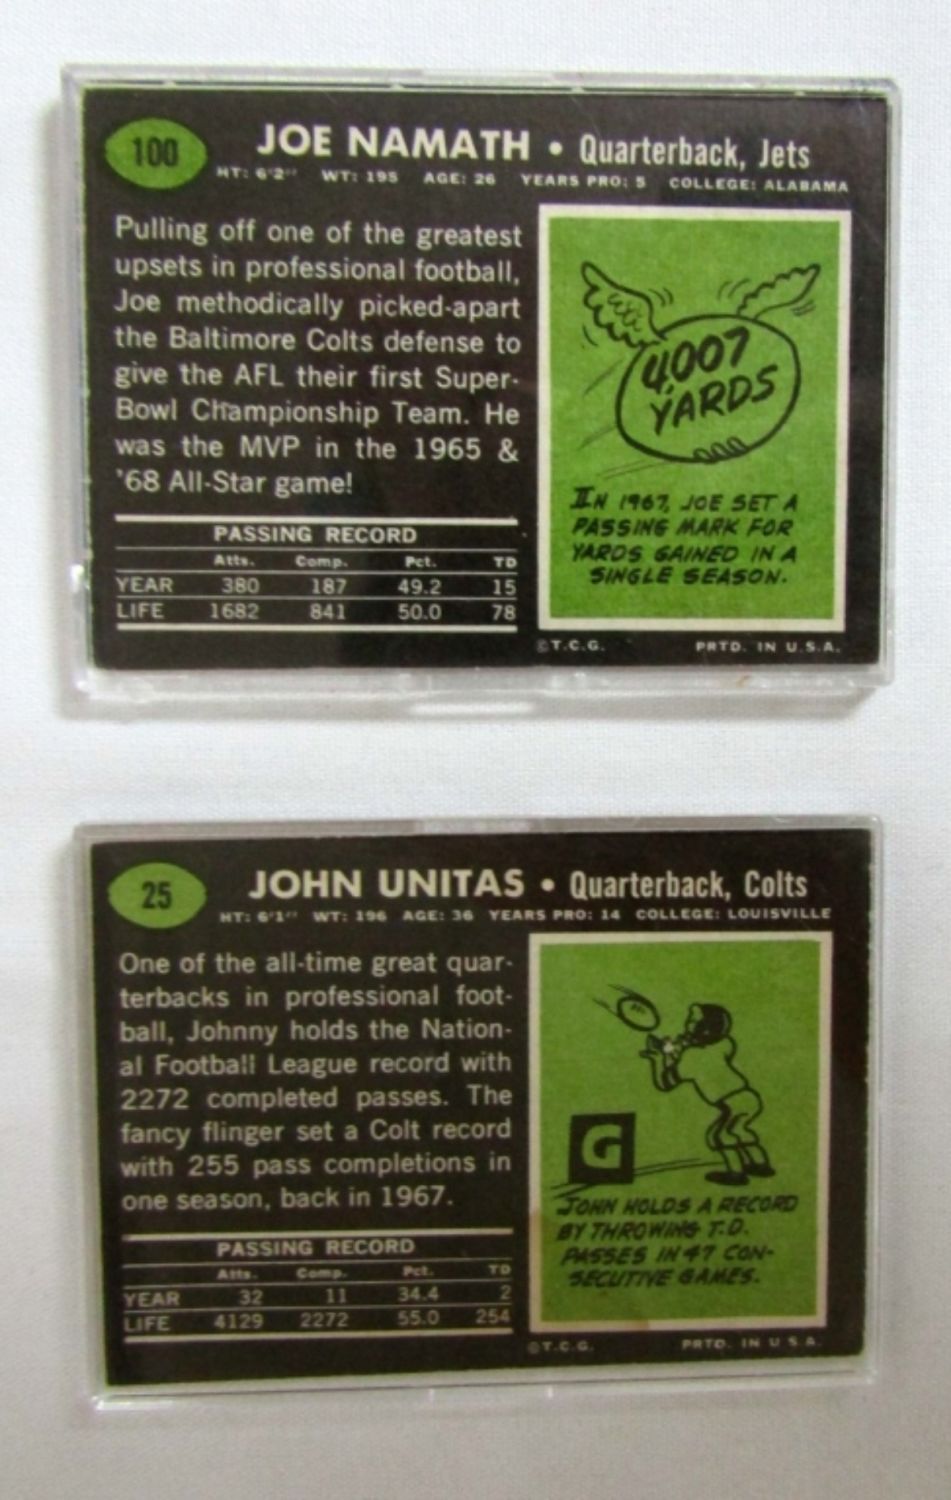 100
JOE NAMATH • Quarterback, Jets
HT: 6'2" WT: 195 AGE: 26 YEARS PRO: 5 COLLEGE: ALABAMA
Pulling off one of the greatest
upsets in professional football,
Joe methodically picked-apart
the Baltimore Colts defense to
give the AFL their first Super-
Bowl Championship Team. He
was the MVP in the 1965 &
'68 All-Star game!
PASSING RECORD
Atts. Comp. Pct. TD
YEAR 380 187 49.2 15
LIFE 1682 841 50.0 78
4,007
YARDS
IN 1967, JOE SET A
PASSING MARK FOR
YARDS GAINED IN A
SINGLE SEASON.
©T.C.G. PRTD. IN U.S.A.
25
JOHN UNITAS • Quarterback, Colts
HT: 6'1" WT: 196 AGE: 36 YEARS PRO: 14 COLLEGE: LOUISVILLE
One of the all-time great quar-
terbacks in professional foot-
ball, Johnny holds the Nation-
al Football League record with
2272 completed passes. The
fancy flinger set a Colt record
with 255 pass completions in
one season, back in 1967.
PASSING RECORD
Atts. Comp. Pct. TD
YEAR 32 11 34.4 2
LIFE 4129 2272 55.0 254
G
JOHN HOLDS A RECORD
BY THROWING T.D.
PASSES IN 47 CON-
SECUTIVE GAMES.
©T.C.G. PRTD. IN U.S.A.